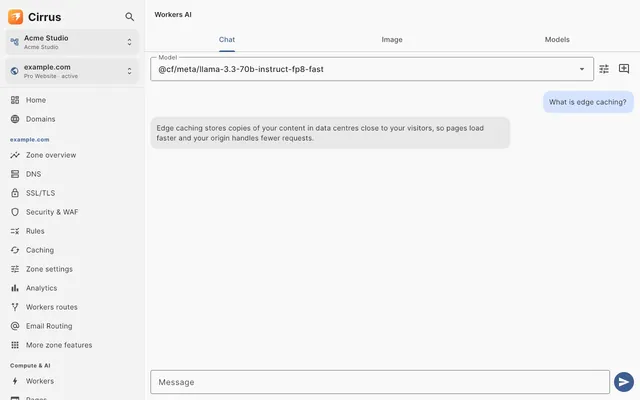 Cirrus
Acme Studio
Acme Studio
example.com
Pro Website · active
Home
Domains
example.com
Zone overview
DNS
SSL/TLS
Security & WAF
Rules
Caching
Zone settings
Analytics
Workers routes
Email Routing
More zone features
Compute & AI
Workers
Pages
Workers AI
Chat
Image
Models
Model
@cf/meta/llama-3.3-70b-instruct-fp8-fast
What is edge caching?
Edge caching stores copies of your content in data centres close to your visitors, so pages load
faster and your origin handles fewer requests.
Message